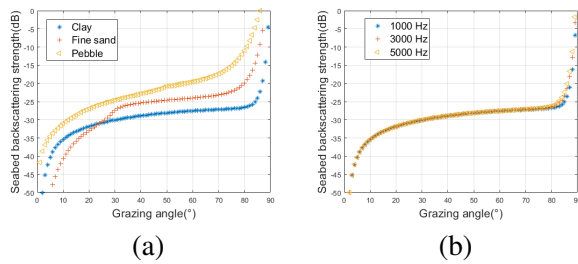 Seabed backscattering strength(dB)
0
-5
-10
-15
-20
-25
-30
-35
-40
-45
-50
Clay
Fine sand
Pebble
0 10 20 30 40 50 60 70 80 90
Grazing angle(°)
(a)
Seabed backscattering strength(dB)
0
-5
-10
-15
-20
-25
-30
-35
-40
-45
-50
1000 Hz
3000 Hz
5000 Hz
0 10 20 30 40 50 60 70 80 90
Grazing angle(°)
(b)